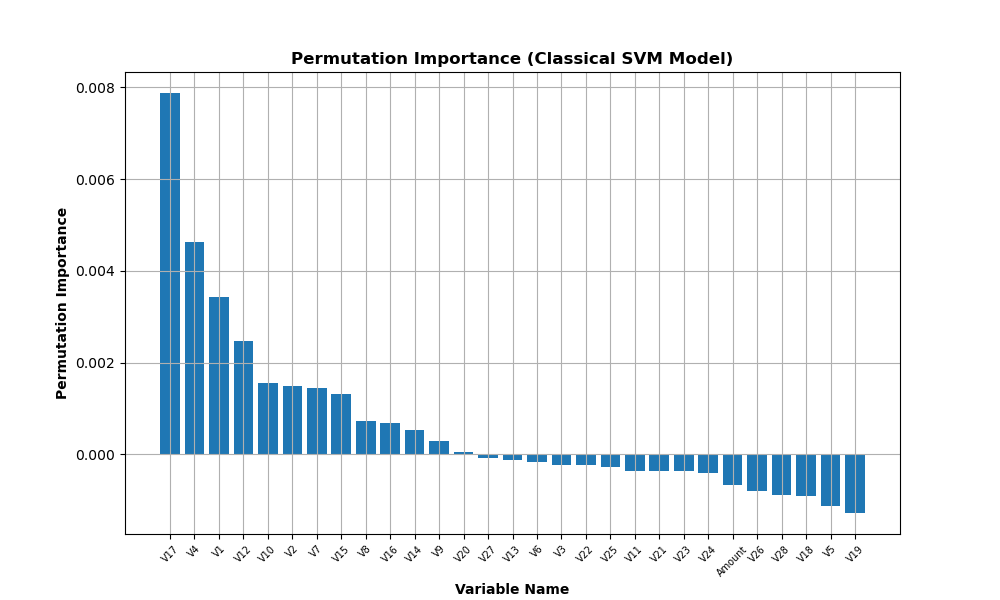 Permutation Importance (Classical SVM Model)
Permutation Importance
0.008
0.006
0.004
0.002
0.000
V17 V4 V1 V12 V10 V2 V7 V15 V8 V16 V14 V9 V20 V27 V13 V6 V3 V22 V25 V11 V21 V23 V24 Amount V26 V28 V18 V5 V19
Variable Name